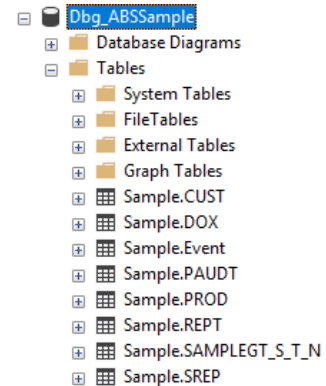 Dbg_ABSSample
Database Diagrams
Tables
System Tables
FileTables
External Tables
Graph Tables
Sample.CUST
Sample.DOX
Sample.Event
Sample.PAUDT
Sample.PROD
Sample.REPT
Sample.SAMPLEGT_S_T_N
Sample.SREP